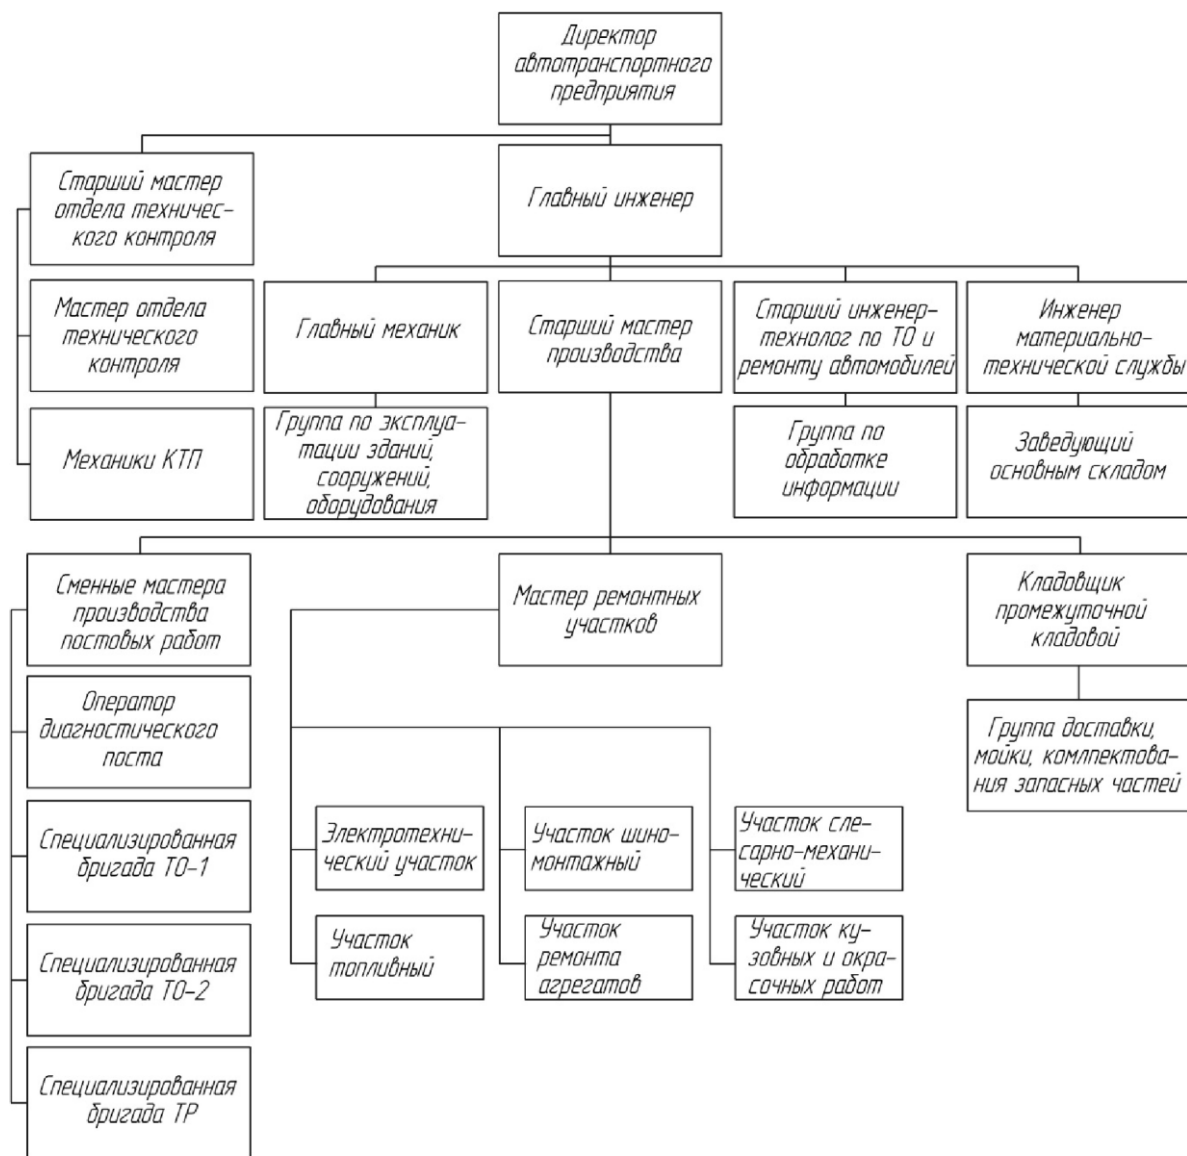 Директор
автотранспортного
предприятия
Старший мастер
отдела техничес-
кого контроля
Главный инженер
Мастер отдела
технического
контроля
Главный механик
Старший мастер
производства
Старший инженер-
технолог по ТО и
ремонту автомобилей
Инженер
материально-
технической службы
Механики КТП
Группа по эксплуа-
тации зданий,
сооружений,
оборудования
Группа по
обработке
информации
Заведующий
основным складом
Сменные мастера
производства
постовых работ
Мастер ремонтных
участков
Кладовщик
промежуточной
кладовой
Оператор
диагностического
поста
Группа доставки,
мойки, комлпектова-
ния запасных частей
Специализированная
бригада ТО-1
Электротехни-
ический участок
Участок шино-
монтажный
Участок сле-
сарно-механи-
ческий
Специализированная
бригада ТО-2
Участок
топливный
Участок
ремонта
агрегатов
Участок ку-
зовных и окра-
сочных работ
Специализированная
бригада ТР